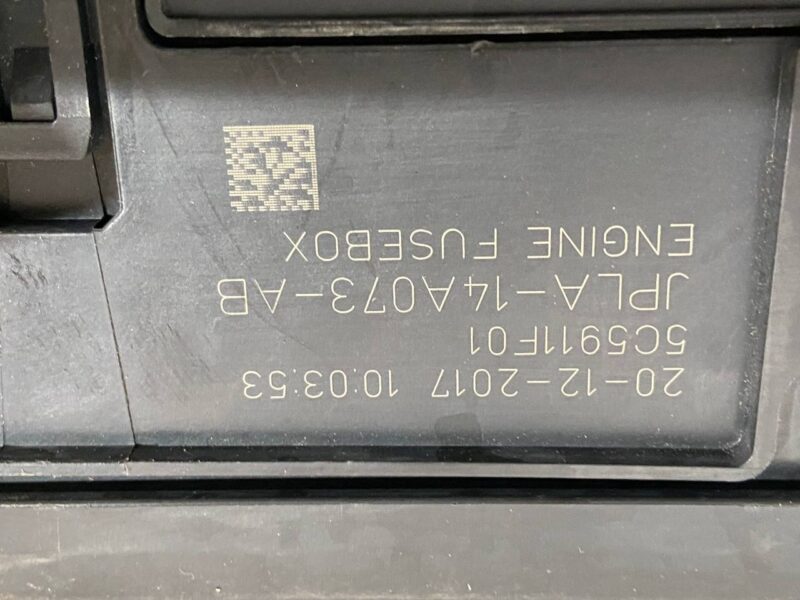 20-12-2017 10:03:53
5C5911F01
JPLA-14A073-AB
ENGINE FUSEBOX